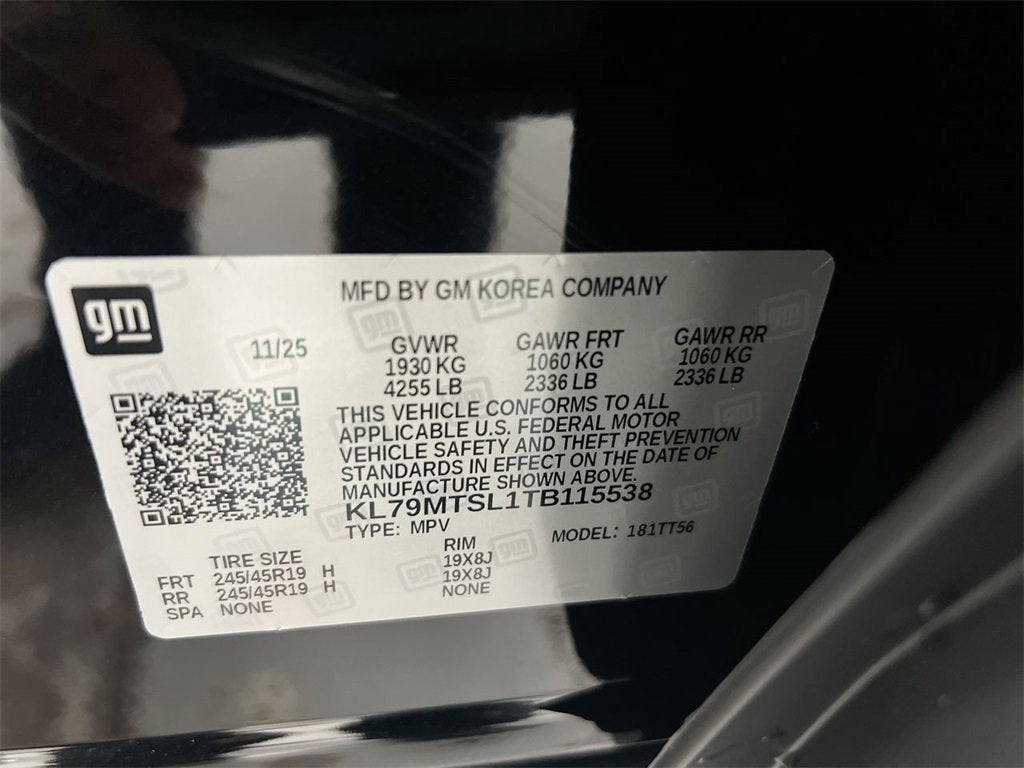 gm
MFD BY GM KOREA COMPANY
11/25
GVWR GAWR FRT GAWR RR
1930 KG 1060 KG 1060 KG
4255 LB 2336 LB 2336 LB
THIS VEHICLE CONFORMS TO ALL
APPLICABLE U.S. FEDERAL MOTOR
VEHICLE SAFETY AND THEFT PREVENTION
STANDARDS IN EFFECT ON THE DATE OF
MANUFACTURE SHOWN ABOVE.
KL79MTSL1TB115538
TYPE: MPV MODEL: 181TT56
TIRE SIZE RIM
FRT 245/45R19 H 19X8J
RR 245/45R19 H 19X8J
SPA NONE NONE